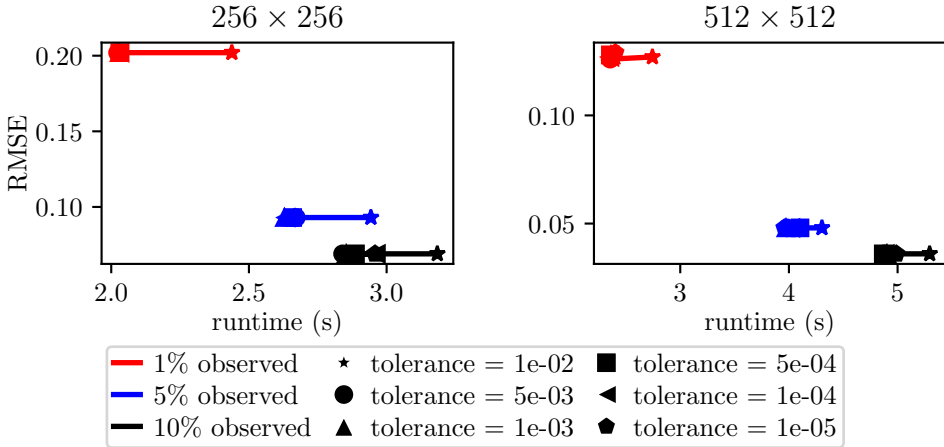 256 × 256
512 × 512
RMSE
0.20
0.15
0.10
2.0 2.5 3.0
runtime (s)
0.10
0.05
3 4 5
runtime (s)
1% observed
5% observed
10% observed
tolerance = 1e-02
tolerance = 5e-03
tolerance = 1e-03
tolerance = 5e-04
tolerance = 1e-04
tolerance = 1e-05